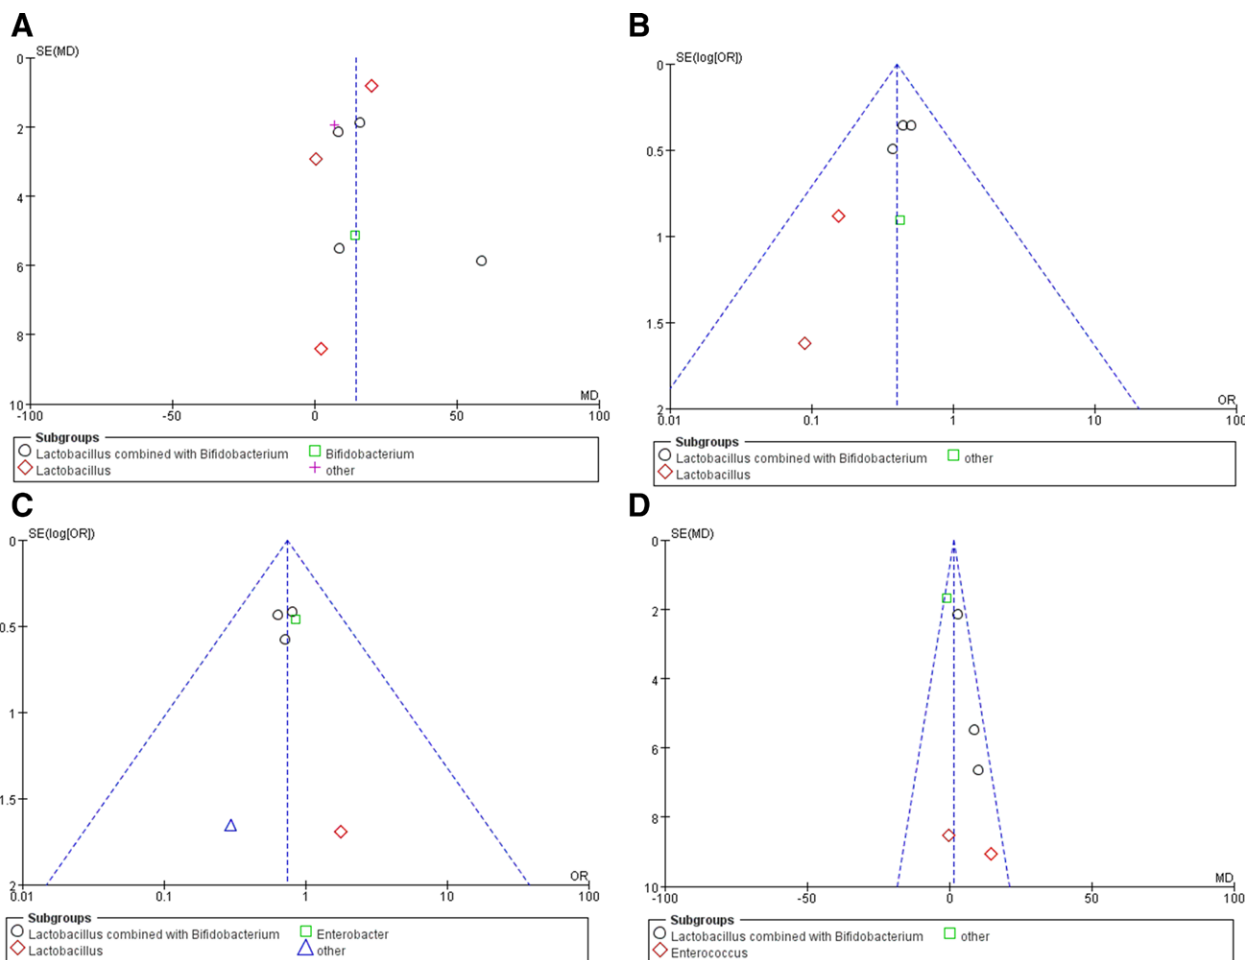 A
SE(MD)
0
2
4
6
8
10
-100 -50 0 50 100
MD
Subgroups
Lactobacillus combined with Bifidobacterium Bifidobacterium
Lactobacillus other
B
SE(log[OR])
0
0.5
1
1.5
2
0.01 0.1 1 10 100
OR
Subgroups
Lactobacillus combined with Bifidobacterium other
Lactobacillus
C
SE(log[OR])
0
0.5
1
1.5
2
0.01 0.1 1 10 100
OR
Subgroups
Lactobacillus combined with Bifidobacterium Enterobacter
Lactobacillus other
D
SE(MD)
0
2
4
6
8
10
-100 -50 0 50 100
MD
Subgroups
Lactobacillus combined with Bifidobacterium other
Enterococcus